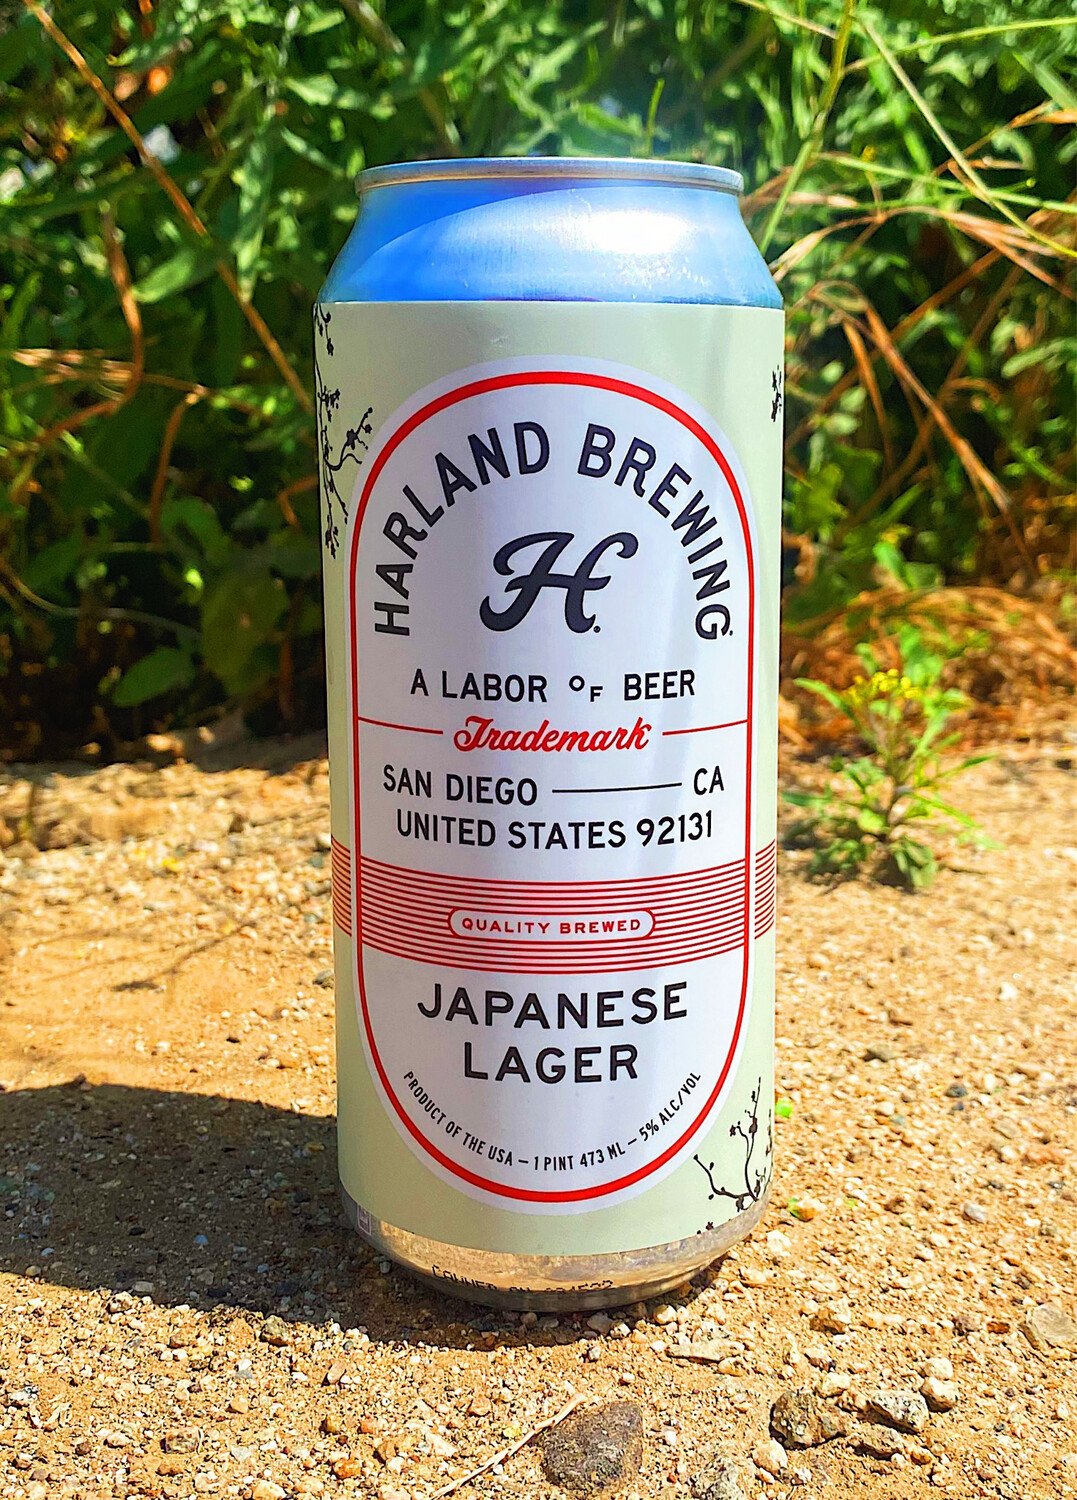 HARLAND BREWING
H.
A LABOR OF BEER
Trademark
SAN DIEGO CA
UNITED STATES 92131
QUALITY BREWED
JAPANESE
LAGER
PRODUCT OF THE USA – 1 PINT 473 ML – 5% ALC/VOL